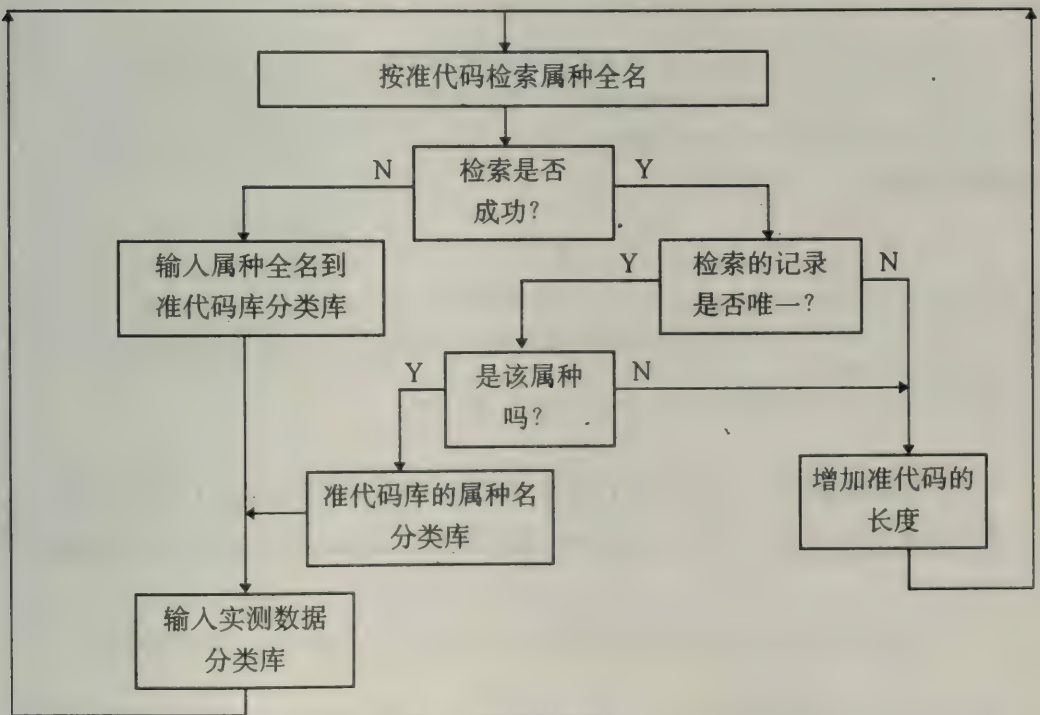 按准代码检索属种全名
N
检索是否
成功？
Y
输入属种全名到
准代码库分类库
Y
检索的记录
是否唯一？
N
Y
是该属种
吗？
N
准代码库的属种名
分类库
增加准代码的
长度
输入实测数据
分类库